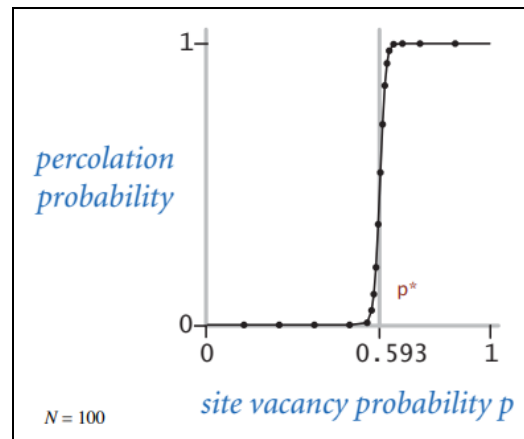 1
percolation
probability
p*
0
0
0.593
1
site vacancy probability p
N = 100